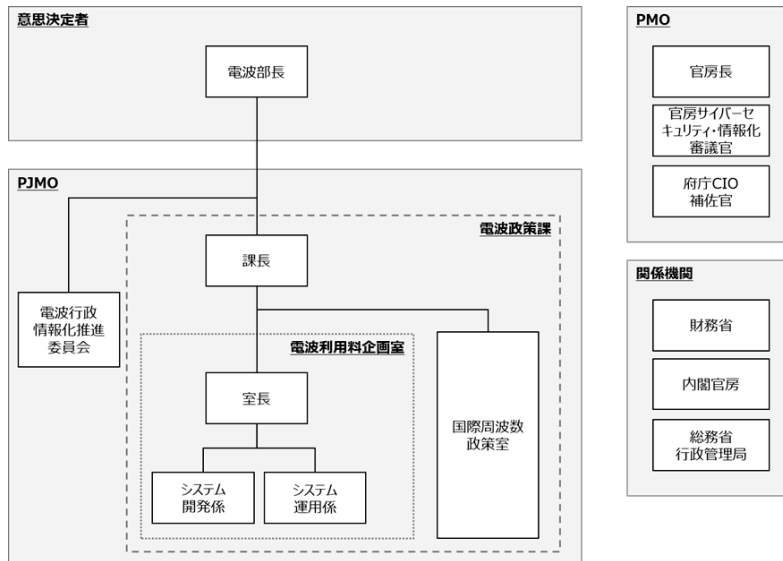 意思決定者
電波部長
PJMO
電波政策課
課長
電波行政
情報化推進
委員会
電波利用料企画室
室長
システム
開発係
システム
運用係
国際周波数
政策室
PMO
官房長
官房サイバーセ
キュリティ・情報化
審議官
府庁CIO
補佐官
関係機関
財務省
内閣官房
総務省
行政管理局